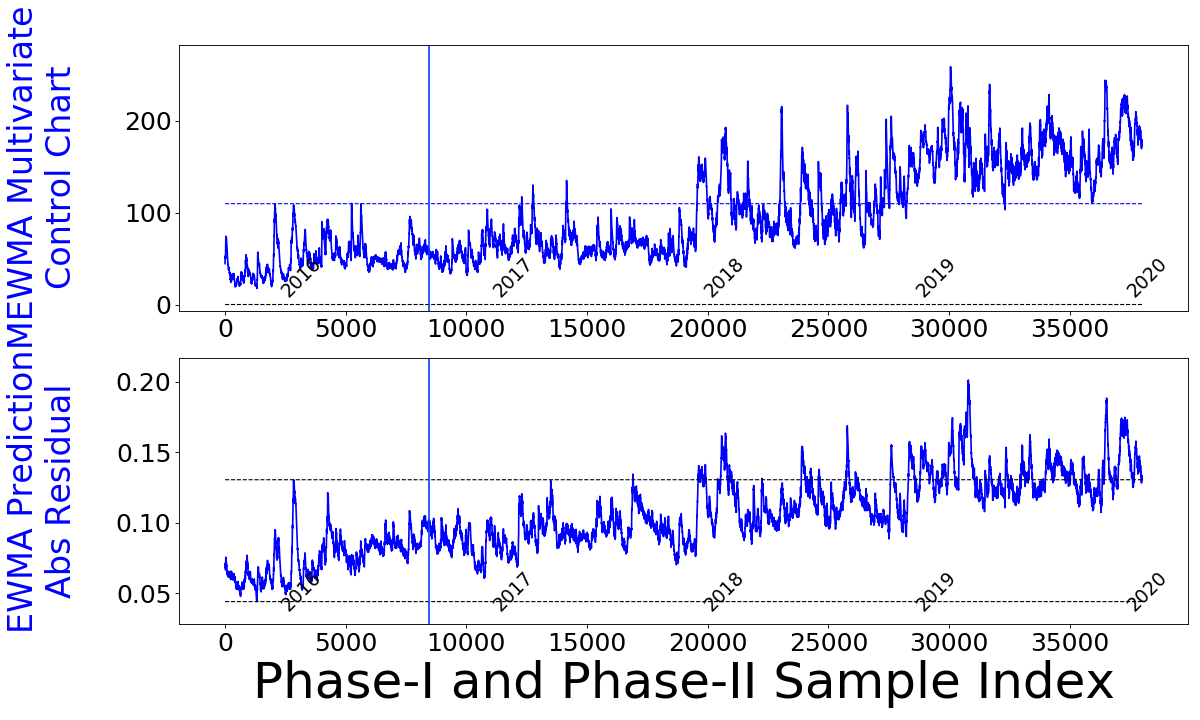 MEWMA Multivariate
Control Chart
200
100
0
2016
2017
2018
2019
2020
0 5000 10000 15000 20000 25000 30000 35000
EWMA Prediction
Abs Residual
0.20
0.15
0.10
0.05
2016
2017
2018
2019
2020
0 5000 10000 15000 20000 25000 30000 35000
Phase-I and Phase-II Sample Index